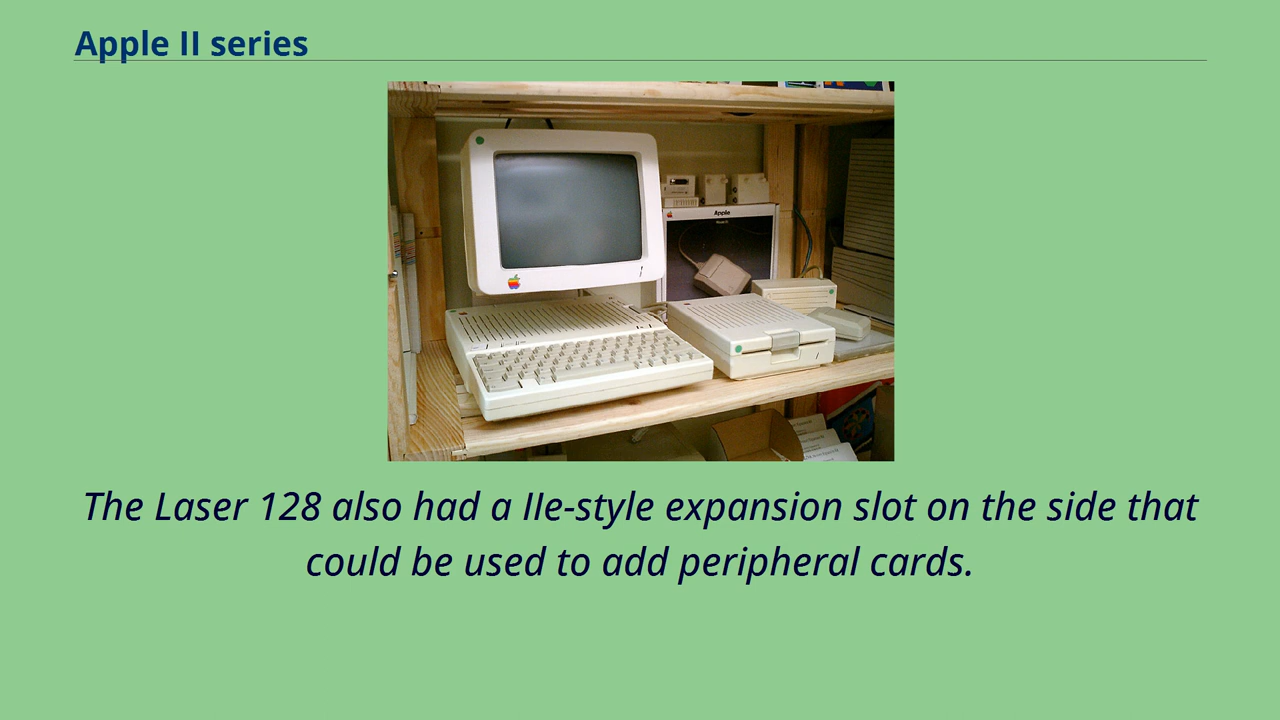 Apple II series
Apple
The Laser 128 also had a IIe-style expansion slot on the side that
could be used to add peripheral cards.